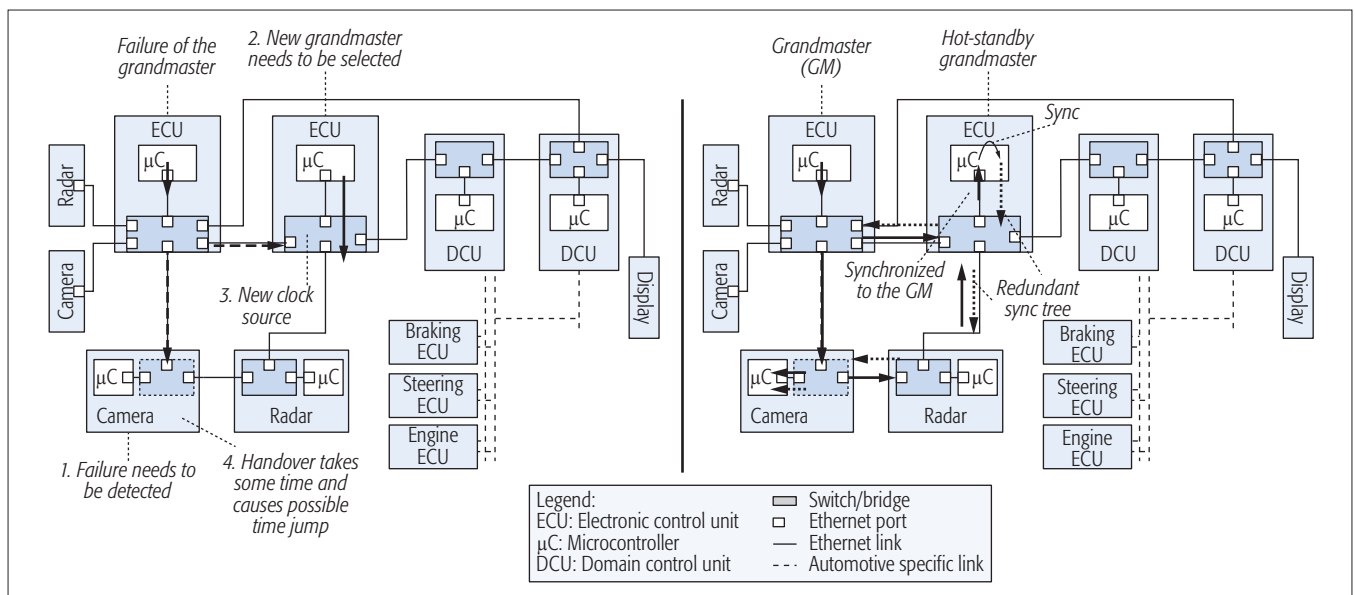 Failure of the
grandmaster
2. New grandmaster
needs to be selected
ECU
ECU
μC
μC
Radar
Camera
μC
DCU
μC
DCU
Display
3. New clock
source
Braking
ECU
Steering
ECU
Engine
ECU
μC
Camera
μC
Radar
1. Failure needs to
be detected
4. Handover takes
some time and
causes possible
time jump
Grandmaster
(GM)
Hot-standby
grandmaster
Sync
ECU
ECU
μC
μC
Radar
Camera
μC
DCU
μC
DCU
Display
Synchronized
to the GM
Redundant
sync tree
Braking
ECU
Steering
ECU
Engine
ECU
μC
Camera
μC
Radar
Legend:
ECU: Electronic control unit
μC: Microcontroller
DCU: Domain control unit
Switch/bridge
Ethernet port
Ethernet link
Automotive specific link